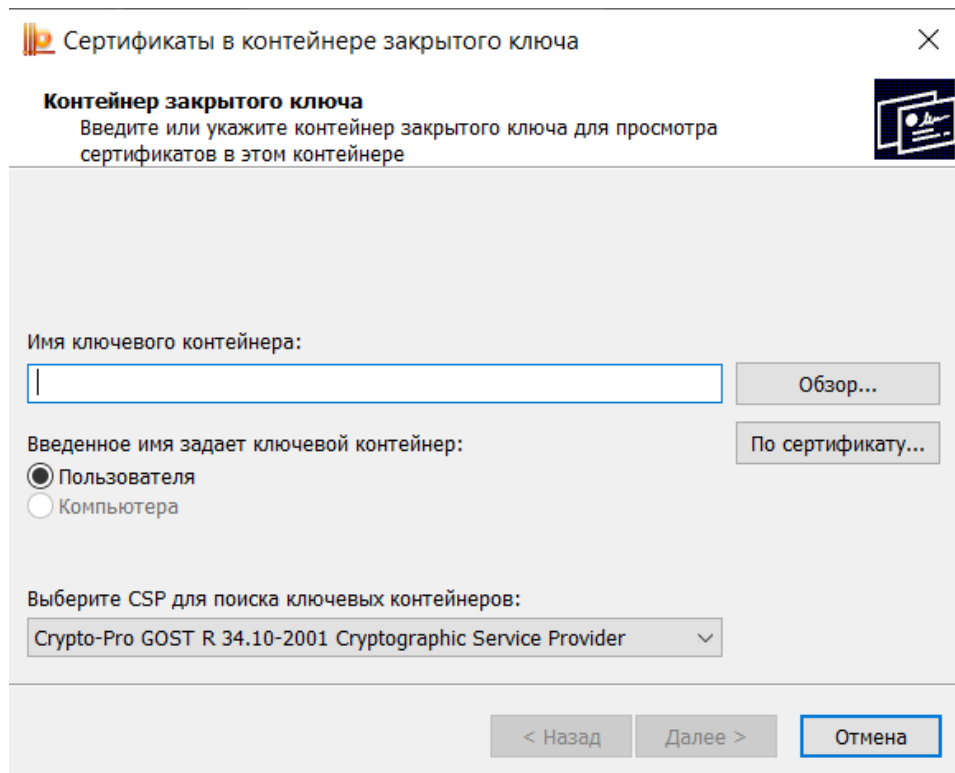 Сертификаты в контейнере закрытого ключа
Контейнер закрытого ключа
Введите или укажите контейнер закрытого ключа для просмотра
сертификатов в этом контейнере
Имя ключевого контейнера:
Обзор...
Введенное имя задает ключевой контейнер:
По сертификату...
Пользователя
Компьютера
Выберите CSP для поиска ключевых контейнеров:
Crypto-Pro GOST R 34.10-2001 Cryptographic Service Provider
< Назад
Далее >
Отмена